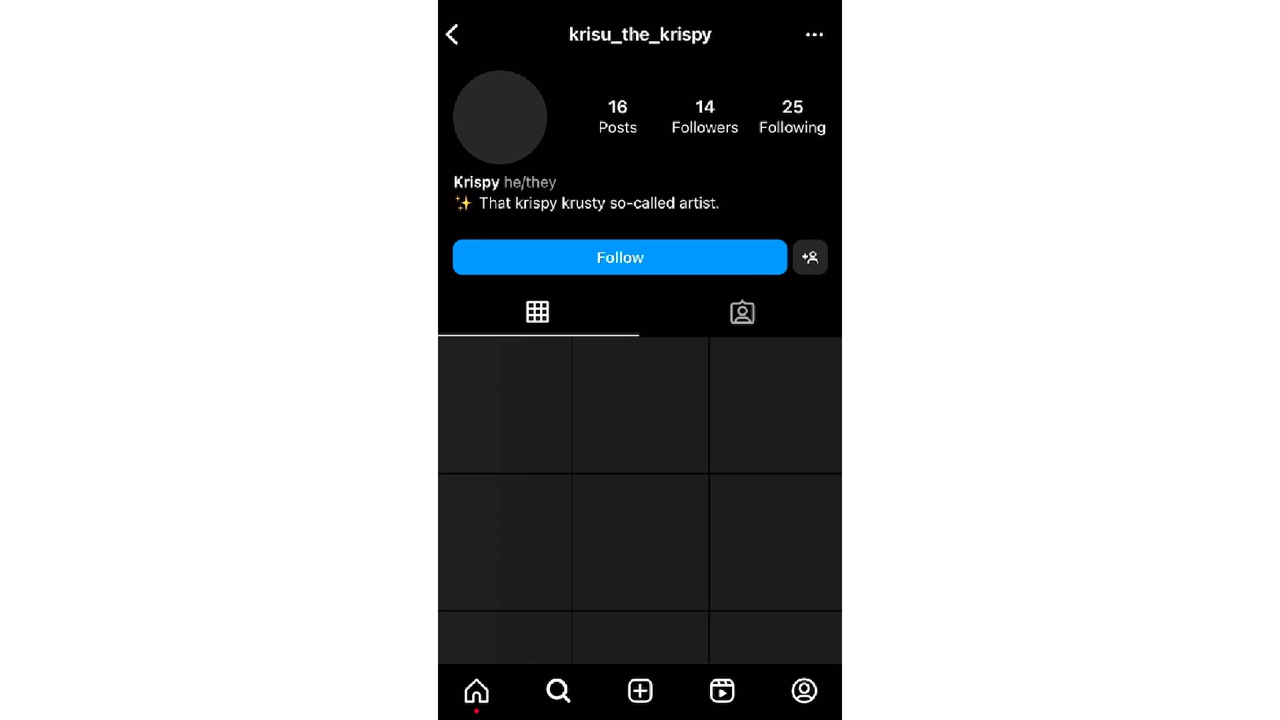 krisu_the_krispy
16 14 25
Posts Followers Following
Krispy he/they
✨ That krispy krusty so-called artist.
Follow